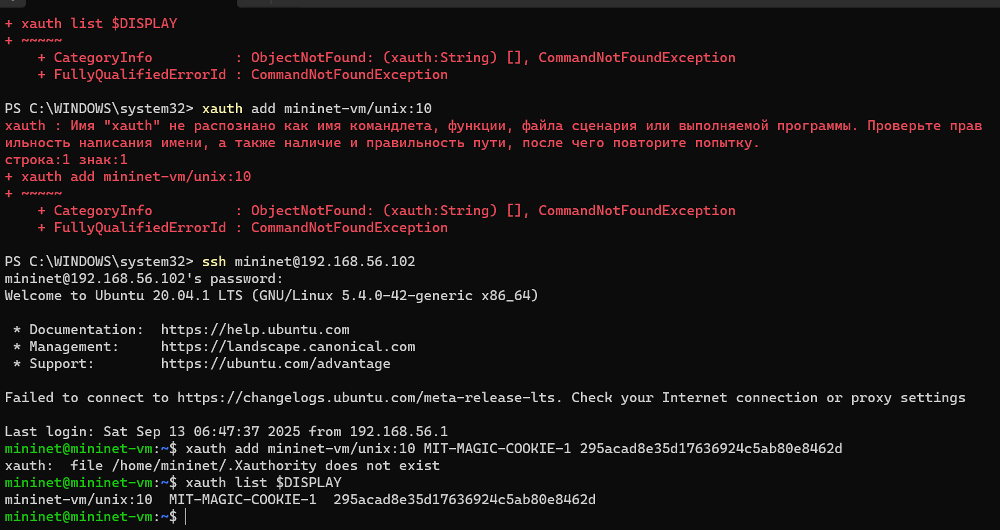 + xauth list $DISPLAY
+ ~~~~~
    + CategoryInfo          : ObjectNotFound: (xauth:String) [], CommandNotFoundException
    + FullyQualifiedErrorId : CommandNotFoundException

PS C:\WINDOWS\system32> xauth add mininet-vm/unix:10
xauth : Имя "xauth" не распознано как имя командлета, функции, файла сценария или выполняемой программы. Проверьте прав
ильность написания имени, а также наличие и правильность пути, после чего повторите попытку.
строка:1 знак:1
+ xauth add mininet-vm/unix:10
+ ~~~~~
    + CategoryInfo          : ObjectNotFound: (xauth:String) [], CommandNotFoundException
    + FullyQualifiedErrorId : CommandNotFoundException

PS C:\WINDOWS\system32> ssh mininet@192.168.56.102
mininet@192.168.56.102's password:
Welcome to Ubuntu 20.04.1 LTS (GNU/Linux 5.4.0-42-generic x86_64)

 * Documentation:  https://help.ubuntu.com
 * Management:     https://landscape.canonical.com
 * Support:        https://ubuntu.com/advantage

Failed to connect to https://changelogs.ubuntu.com/meta-release-lts. Check your Internet connection or proxy settings

Last login: Sat Sep 13 06:47:37 2025 from 192.168.56.1
mininet@mininet-vm:~$ xauth add mininet-vm/unix:10 MIT-MAGIC-COOKIE-1 295acad8e35d17636924c5ab80e8462d
xauth:  file /home/mininet/.Xauthority does not exist
mininet@mininet-vm:~$ xauth list $DISPLAY
mininet-vm/unix:10  MIT-MAGIC-COOKIE-1  295acad8e35d17636924c5ab80e8462d
mininet@mininet-vm:~$